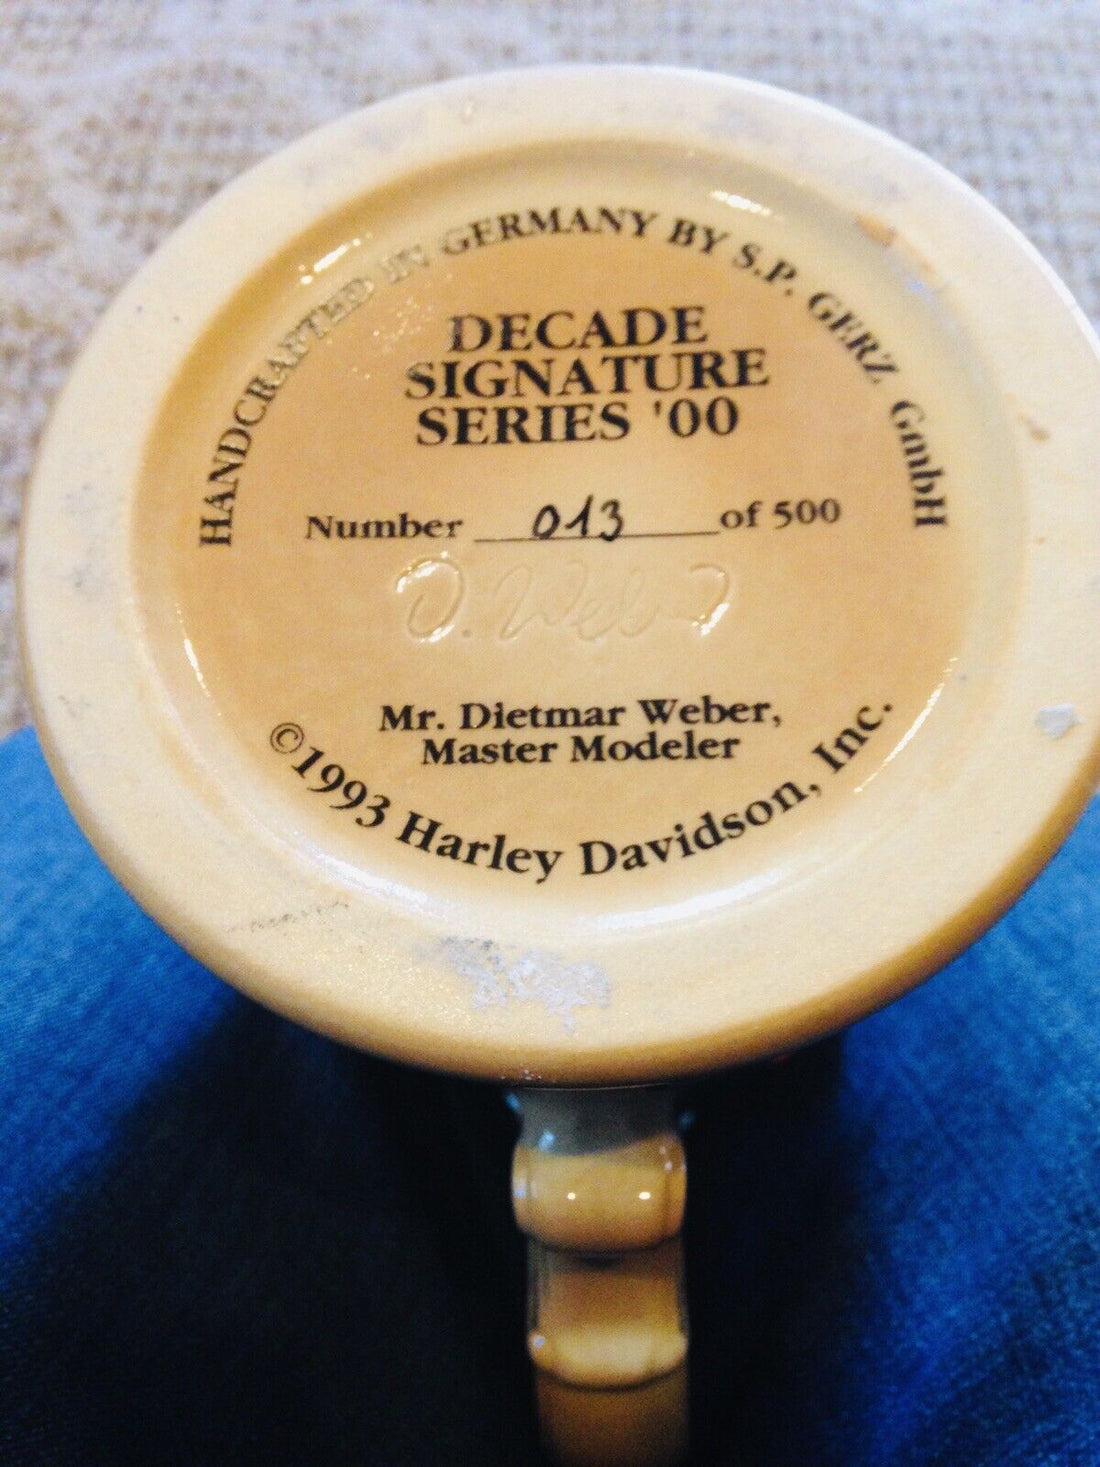 HANDCRAFTED IN GERMANY BY S.P. GERZ GmbH
DECADE
SIGNATURE
SERIES '00
Number 013 of 500
D. Weber
Mr. Dietmar Weber,
Master Modeler
©1993 Harley Davidson, Inc.